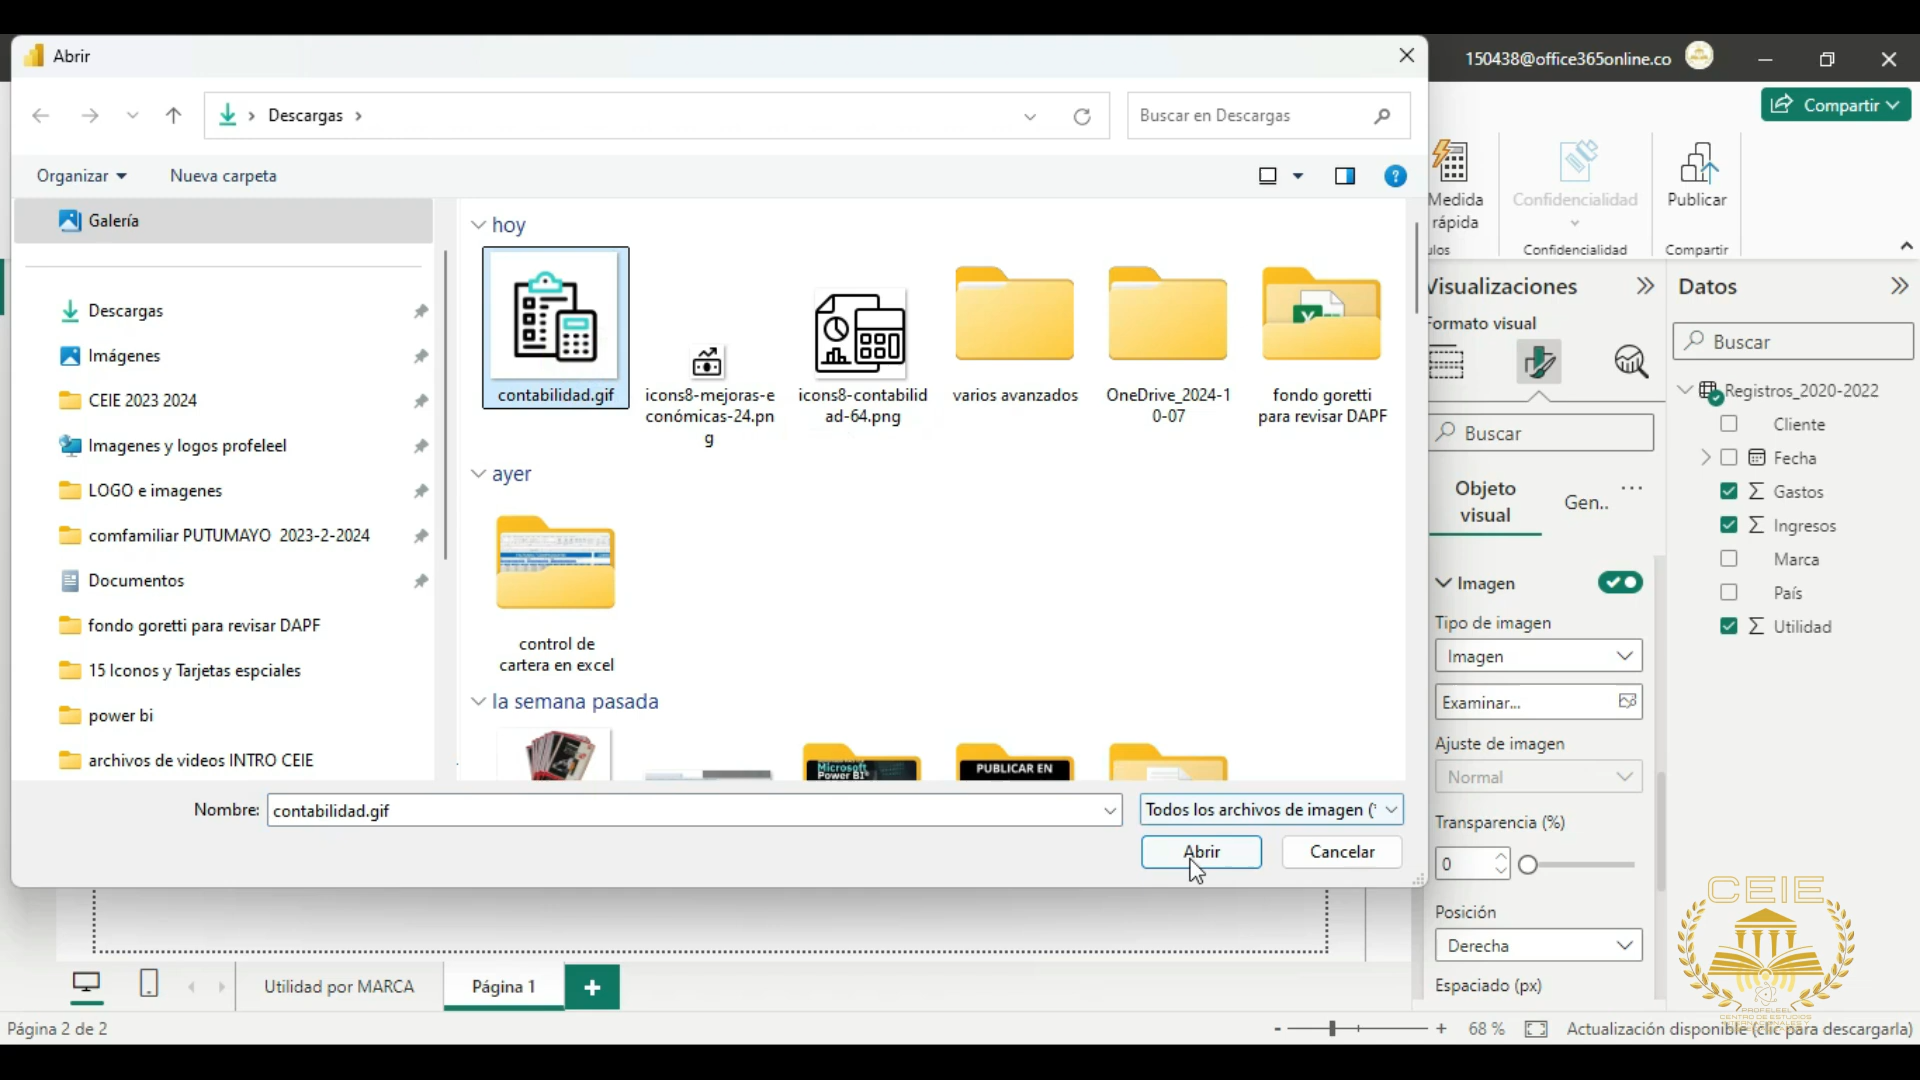 Abrir
150438@office365online.co
Descargas
Buscar en Descargas
Compartir
Organizar
Nueva carpeta
Medida
rápida
Confidencialidad
Publicar
Confidencialidad
Compartir
Galería
Descargas
Imágenes
CEIE 2023 2024
Imagenes y logos profeleel
LOGO e imagenes
comfamiliar PUTUMAYO 2023-2-2024
Documentos
fondo goretti para revisar DAPF
15 Iconos y Tarjetas espciales
power bi
archivos de videos INTRO CEIE
hoy
contabilidad.gif
icons8-mejoras-e
conómicas-24.pn
g
icons8-contabilid
ad-64.png
varios avanzados
OneDrive_2024-1
0-07
fondo goretti
para revisar DAPF
ayer
control de
cartera en excel
la semana pasada
Microsoft
Power BI
PUBLICAR EN
Nombre:
contabilidad.gif
Todos los archivos de imagen (*
Abrir
Cancelar
Visualizaciones
Formato visual
Buscar
Objeto
visual
Gen..
Imagen
Tipo de imagen
Imagen
Examinar...
Ajuste de imagen
Normal
Transparencia (%)
0
Posición
Derecha
Espaciado (px)
Datos
Buscar
Registros_2020-2022
Cliente
Fecha
Gastos
Ingresos
Marca
País
Utilidad
CEIE
Utilidad por MARCA
Página 1
Página 2 de 2
68 %
Actualización disponible (clic para descargarla)